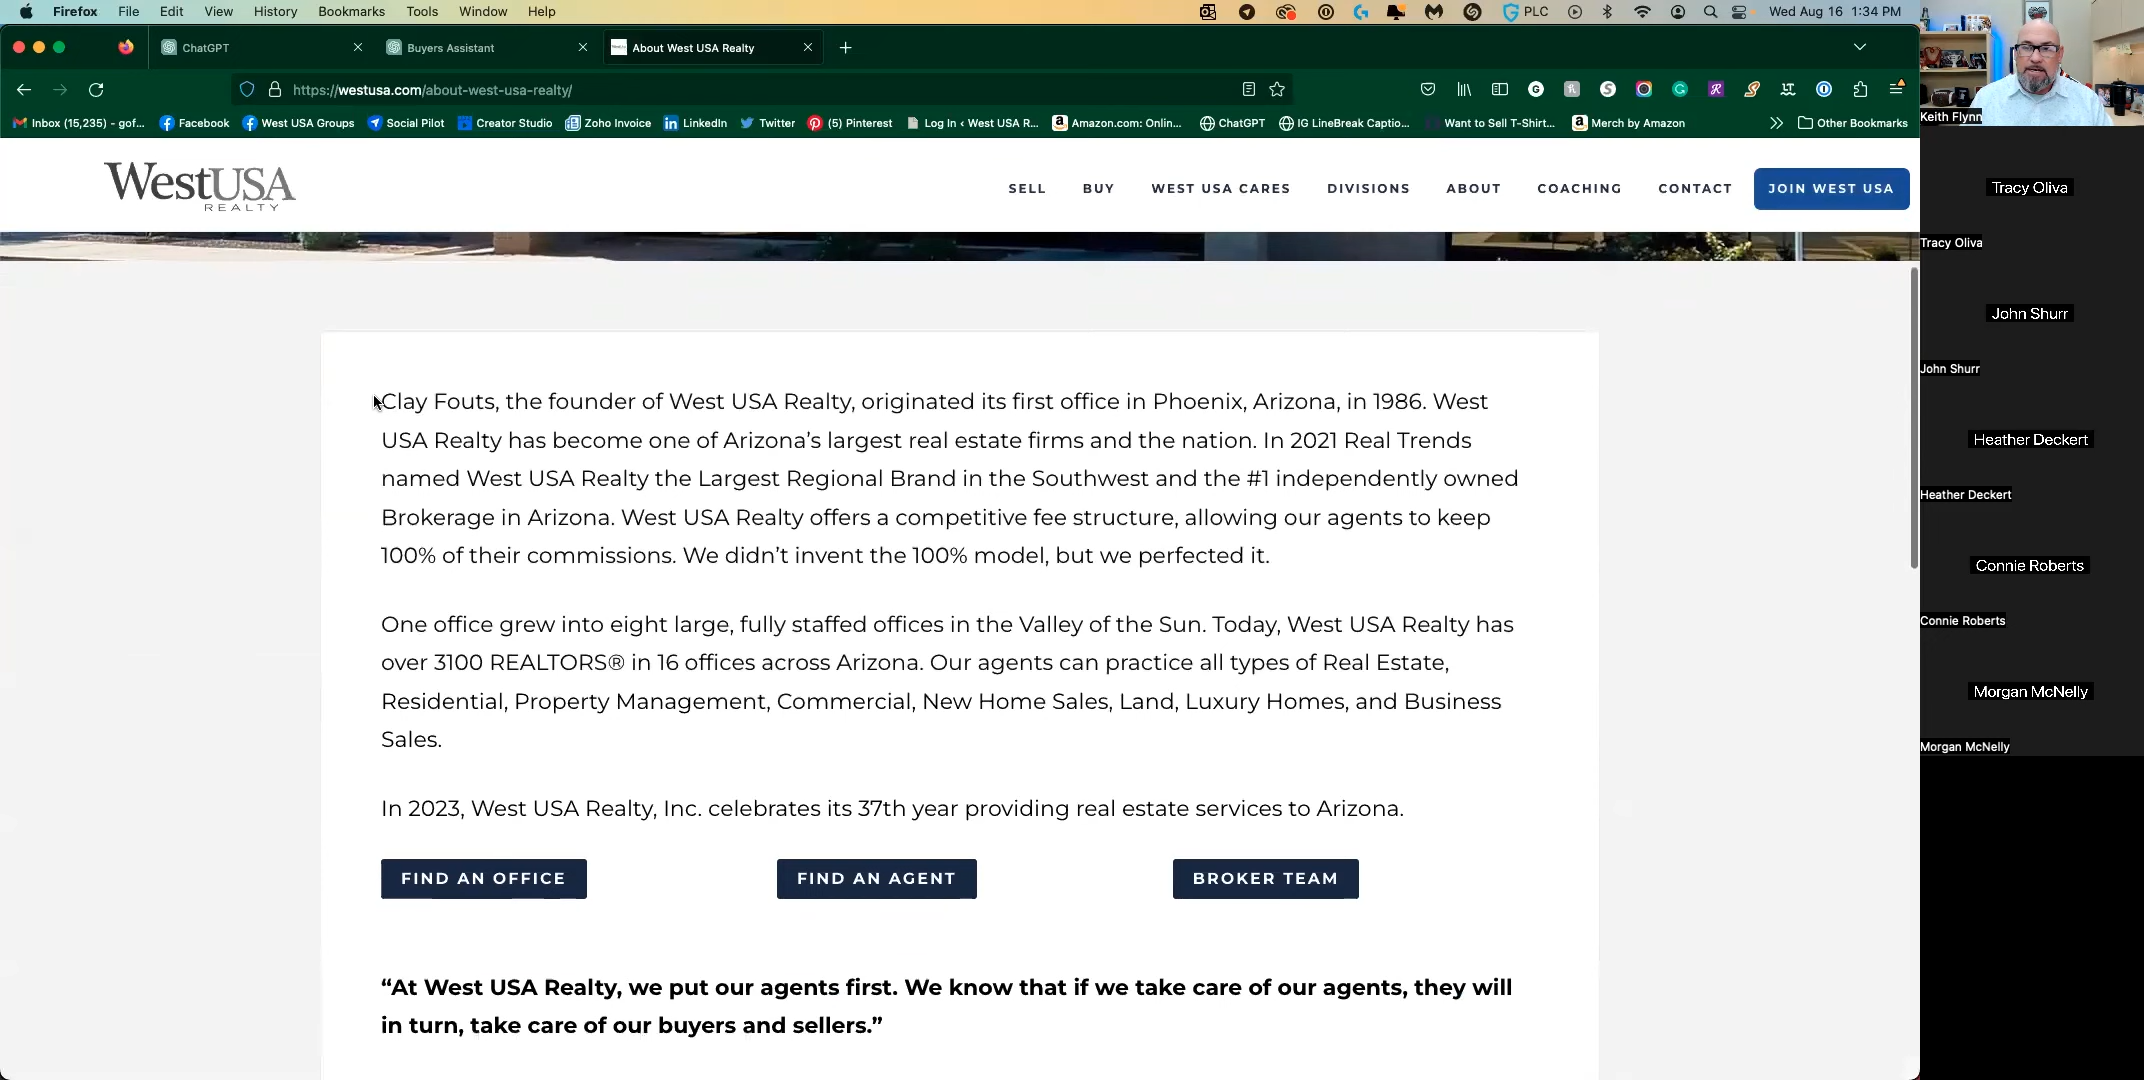 Firefox File Edit View History Bookmarks Tools Window Help PLC Wed Aug 16 1:34 PM
ChatGPT Buyers Assistant About West USA Realty
https://westusa.com/about-west-usa-realty/
Inbox (15,235) - gof... Facebook West USA Groups Social Pilot Creator Studio Zoho Invoice LinkedIn Twitter (5) Pinterest Log In ‹ West USA R... Amazon.com: Onlin... ChatGPT IG LineBreak Captio... Want to Sell T-Shirt... Merch by Amazon Other Bookmarks
WestUSA
REALTY
SELL BUY WEST USA CARES DIVISIONS ABOUT COACHING CONTACT JOIN WEST USA
Clay Fouts, the founder of West USA Realty, originated its first office in Phoenix, Arizona, in 1986. West
USA Realty has become one of Arizona’s largest real estate firms and the nation. In 2021 Real Trends
named West USA Realty the Largest Regional Brand in the Southwest and the #1 independently owned
Brokerage in Arizona. West USA Realty offers a competitive fee structure, allowing our agents to keep
100% of their commissions. We didn’t invent the 100% model, but we perfected it.
One office grew into eight large, fully staffed offices in the Valley of the Sun. Today, West USA Realty has
over 3100 REALTORS® in 16 offices across Arizona. Our agents can practice all types of Real Estate,
Residential, Property Management, Commercial, New Home Sales, Land, Luxury Homes, and Business
Sales.
In 2023, West USA Realty, Inc. celebrates its 37th year providing real estate services to Arizona.
FIND AN OFFICE FIND AN AGENT BROKER TEAM
“At West USA Realty, we put our agents first. We know that if we take care of our agents, they will
in turn, take care of our buyers and sellers.”
Keith Flynn
Tracy Oliva
Tracy Oliva
John Shurr
John Shurr
Heather Deckert
Heather Deckert
Connie Roberts
Connie Roberts
Morgan McNelly
Morgan McNelly